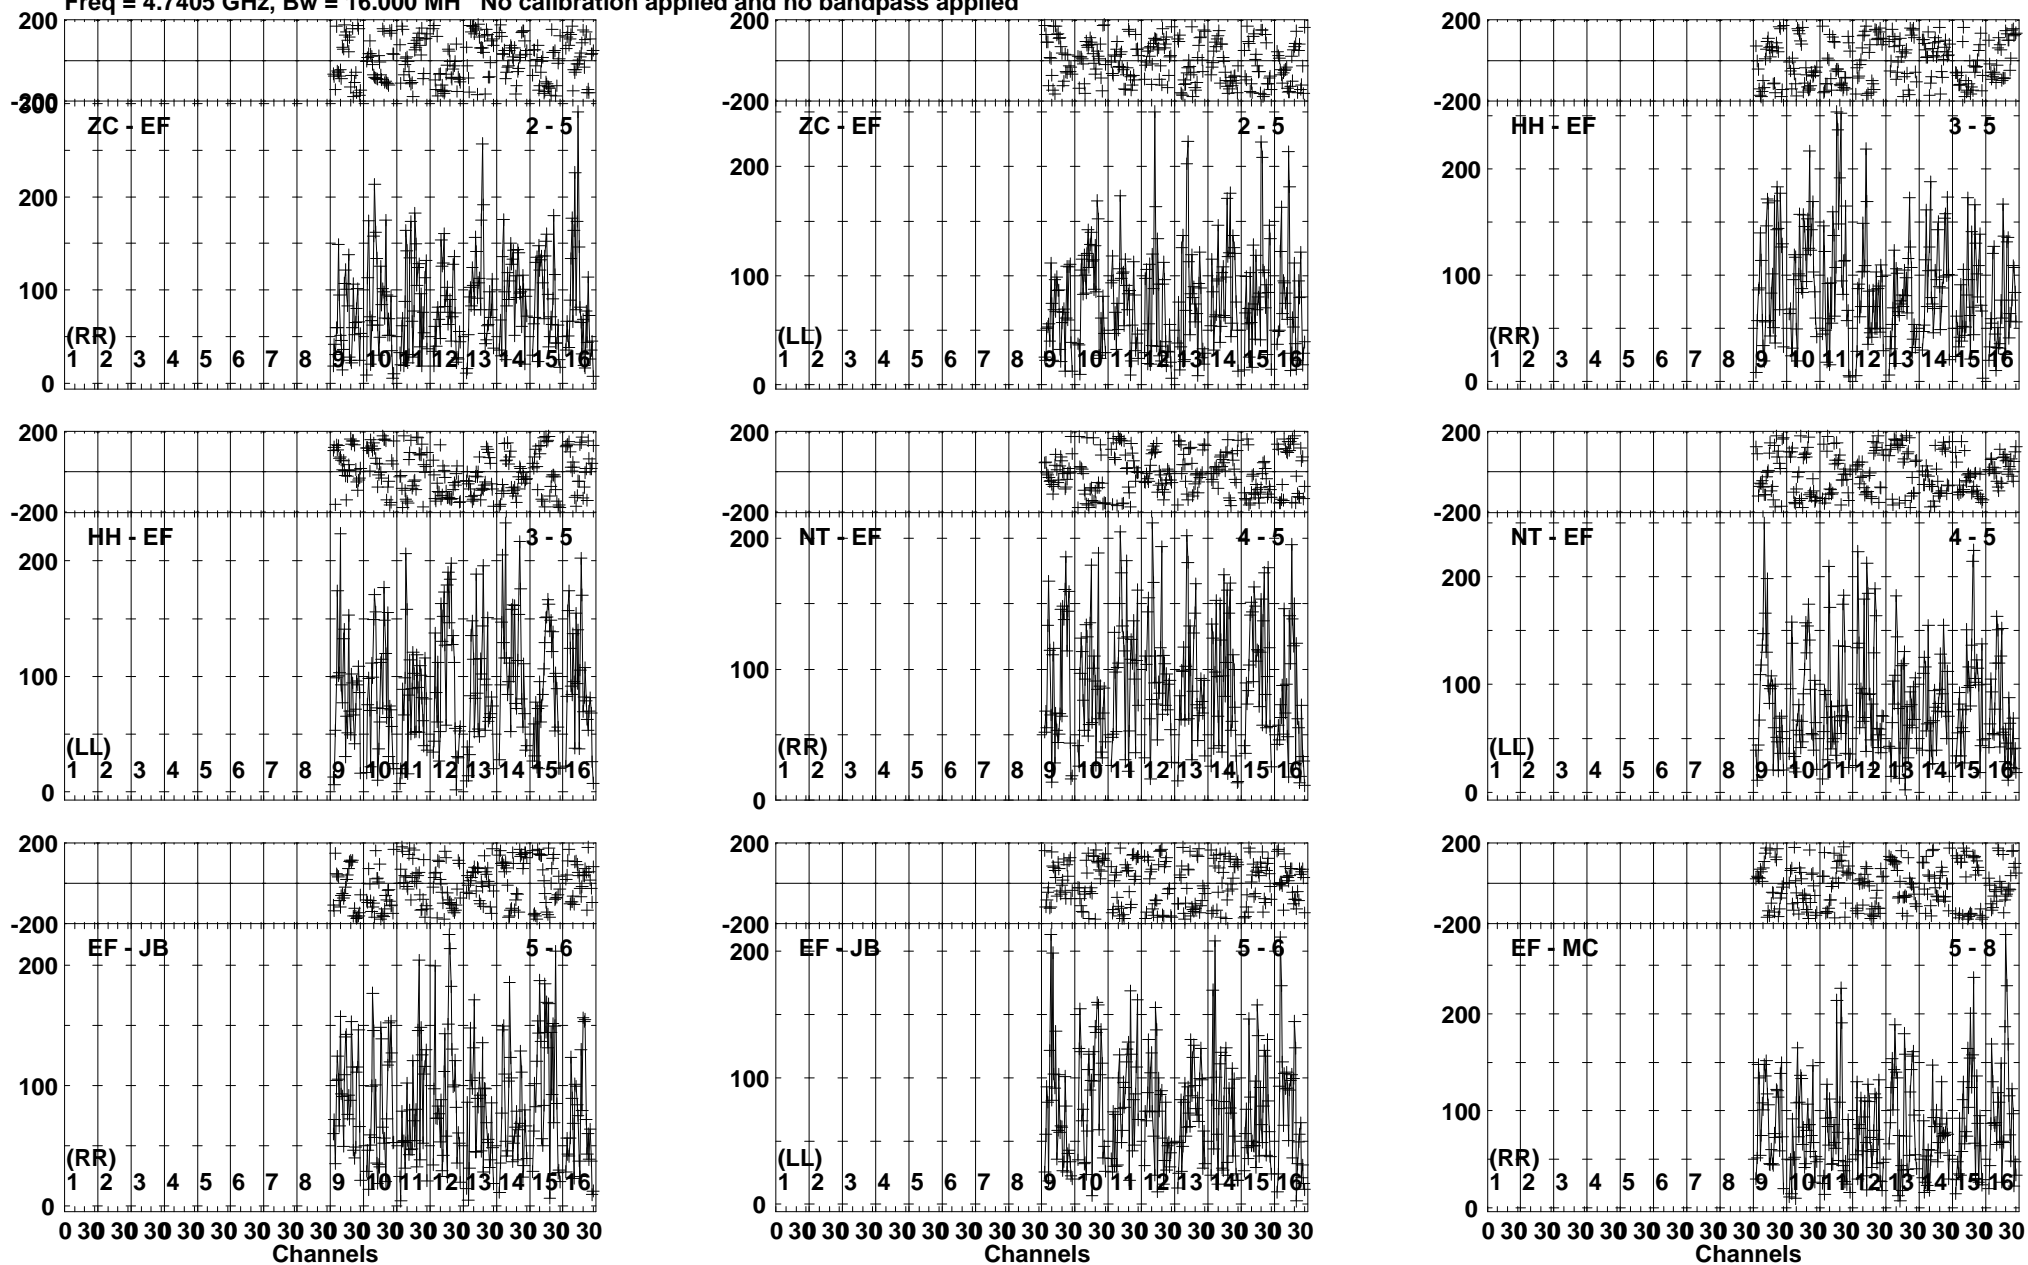 Freq = 4.7405 GHz, Bw = 16.000 MH No calibration applied and no bandpass applied
200 200 200
-200 -200 -200
300
ZC - EF 2 - 5 ZC - EF 2 - 5 HH - EF 3 - 5
200 200 200
100 100 100
(RR) (LL) (RR)
1 2 3 4 5 6 7 8 9 10 11 12 13 14 15 16 1 2 3 4 5 6 7 8 9 10 11 12 13 14 15 16 1 2 3 4 5 6 7 8 9 10 11 12 13 14 15 16
0 0 0
200 200 200
-200 -200 -200
HH - EF 3 - 5 NT - EF 4 - 5 NT - EF 4 - 5
200 200 200
100 100 100
(LL) (RR) (LL)
1 2 3 4 5 6 7 8 9 10 11 12 13 14 15 16 1 2 3 4 5 6 7 8 9 10 11 12 13 14 15 16 1 2 3 4 5 6 7 8 9 10 11 12 13 14 15 16
0 0 0
200 200 200
-200 -200 -200
EF - JB 5 - 6 EF - JB 5 - 6 EF - MC 5 - 8
200 200 200
100 100 100
(RR) (LL) (RR)
1 2 3 4 5 6 7 8 9 10 11 12 13 14 15 16 1 2 3 4 5 6 7 8 9 10 11 12 13 14 15 16 1 2 3 4 5 6 7 8 9 10 11 12 13 14 15 16
0 0 0
0 30 30 30 30 30 30 30 30 30 30 30 30 30 30 30 30 0 30 30 30 30 30 30 30 30 30 30 30 30 30 30 30 30 0 30 30 30 30 30 30 30 30 30 30 30 30 30 30 30 30
Channels Channels Channels